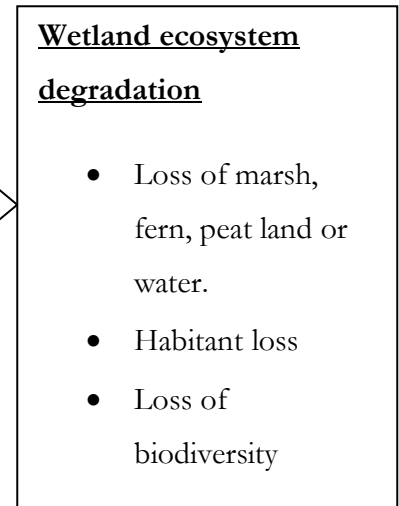 Wetland ecosystem
degradation
• Loss of marsh,
fern, peat land or
water.
• Habitant loss
• Loss of
biodiversity